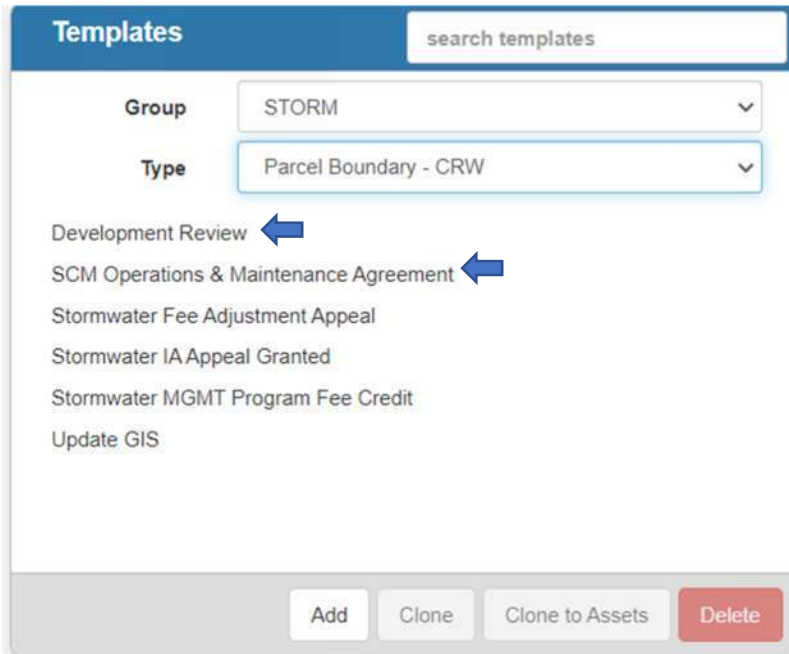 Templates search templates
Group STORM
Type Parcel Boundary - CRW
Development Review
SCM Operations & Maintenance Agreement
Stormwater Fee Adjustment Appeal
Stormwater IA Appeal Granted
Stormwater MGMT Program Fee Credit
Update GIS
Add Clone Clone to Assets Delete